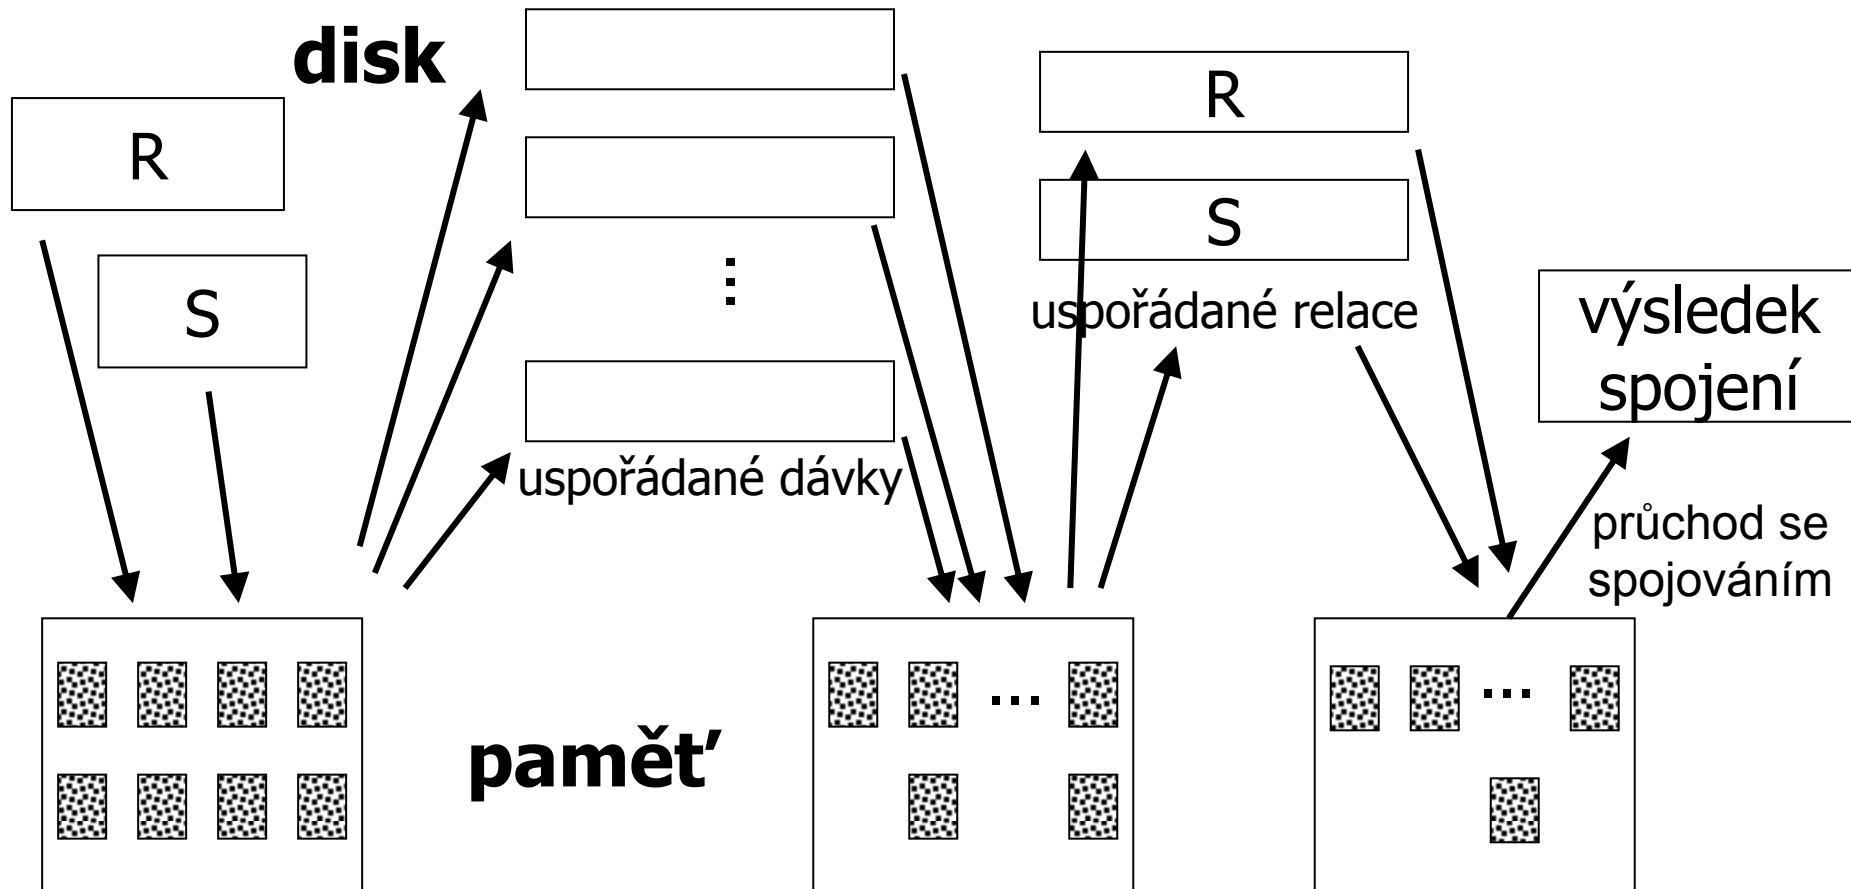 disk
R
S
uspořádané dávky
R
S
uspořádané relace
výsledek
spojení
průchod se
spojováním
paměť